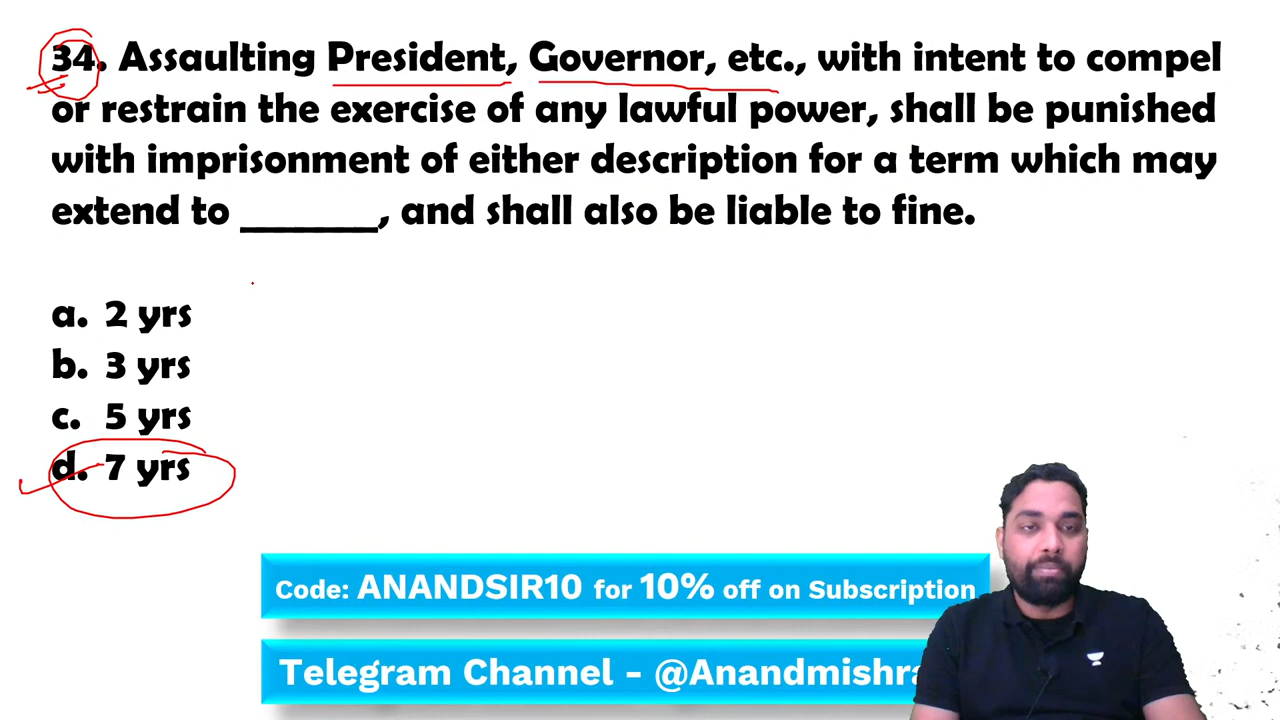 34. Assaulting President, Governor, etc., with intent to compel
or restrain the exercise of any lawful power, shall be punished
with imprisonment of either description for a term which may
extend to _______, and shall also be liable to fine.
a. 2 yrs
b. 3 yrs
c. 5 yrs
d. 7 yrs
Code: ANANDSIR10 for 10% off on Subscription
Telegram Channel - @Anandmishra